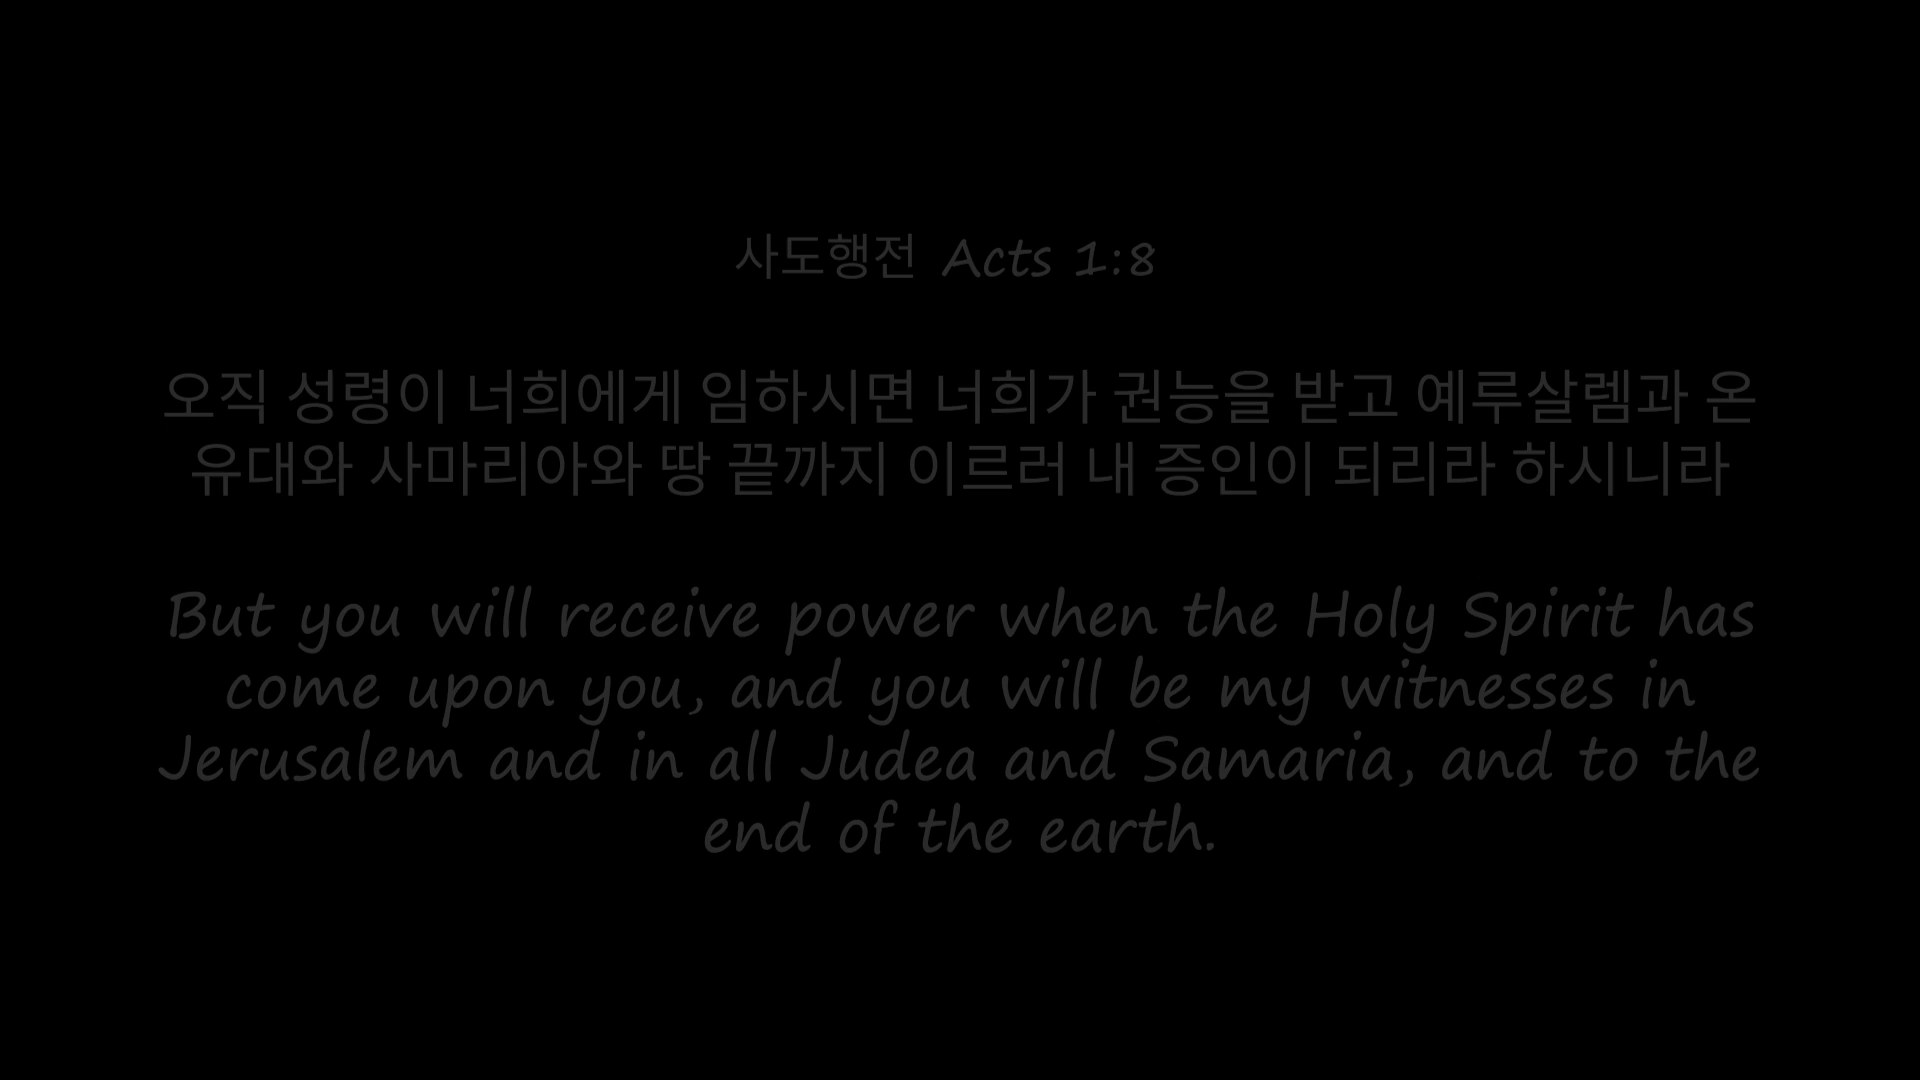 사도행전 Acts 1:8
오직 성령이 너희에게 임하시면 너희가 권능을 받고 예루살렘과 온
유대와 사마리아와 땅 끝까지 이르러 내 증인이 되리라 하시니라
But you will receive power when the Holy Spirit has
come upon you, and you will be my witnesses in
Jerusalem and in all Judea and Samaria, and to the
end of the earth.